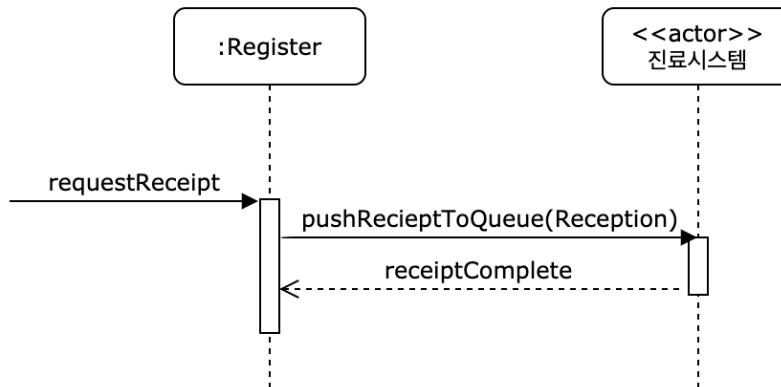 :Register
<<actor>>
진료시스템
requestReceipt
pushRecieptToQueue(Reception)
receiptComplete